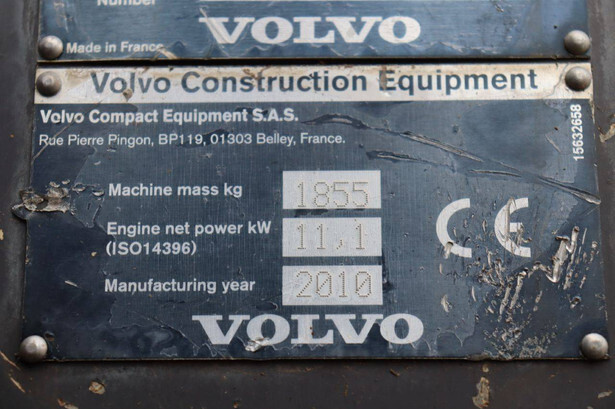 Number
VOLVO
Made in France
Volvo Construction Equipment
Volvo Compact Equipment S.A.S.
Rue Pierre Pingon, BP119, 01303 Belley, France.
15632658
Machine mass kg 1855
Engine net power kW 11,1
(ISO14396)
Manufacturing year 2010
CE
VOLVO